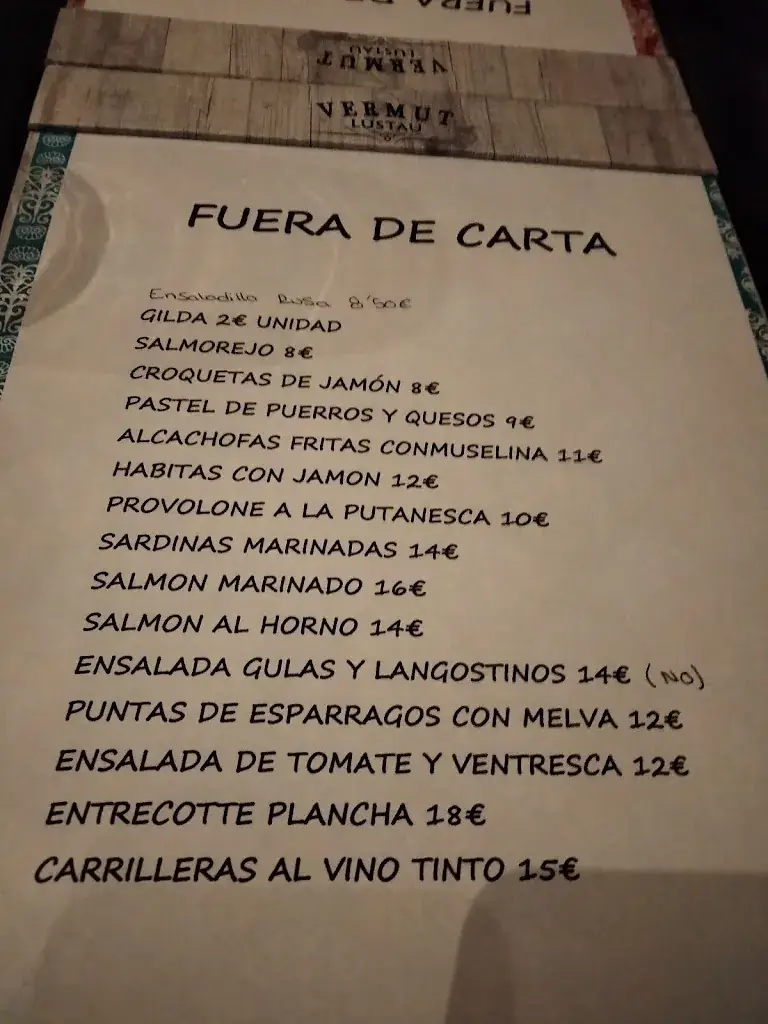 FUERA DE
VERMUT
LUSTAU
VERMUT
LUSTAU
FUERA DE CARTA
Ensaladilla Rusa 8'50€
GILDA 2€ UNIDAD
SALMOREJO 8€
CROQUETAS DE JAMÓN 8€
PASTEL DE PUERROS Y QUESOS 9€
ALCACHOFAS FRITAS CONMUSELINA 11€
HABITAS CON JAMON 12€
PROVOLONE A LA PUTANESCA 10€
SARDINAS MARINADAS 14€
SALMON MARINADO 16€
SALMON AL HORNO 14€
ENSALADA GULAS Y LANGOSTINOS 14€ (NO)
PUNTAS DE ESPARRAGOS CON MELVA 12€
ENSALADA DE TOMATE Y VENTRESCA 12€
ENTRECOTTE PLANCHA 18€
CARRILLERAS AL VINO TINTO 15€